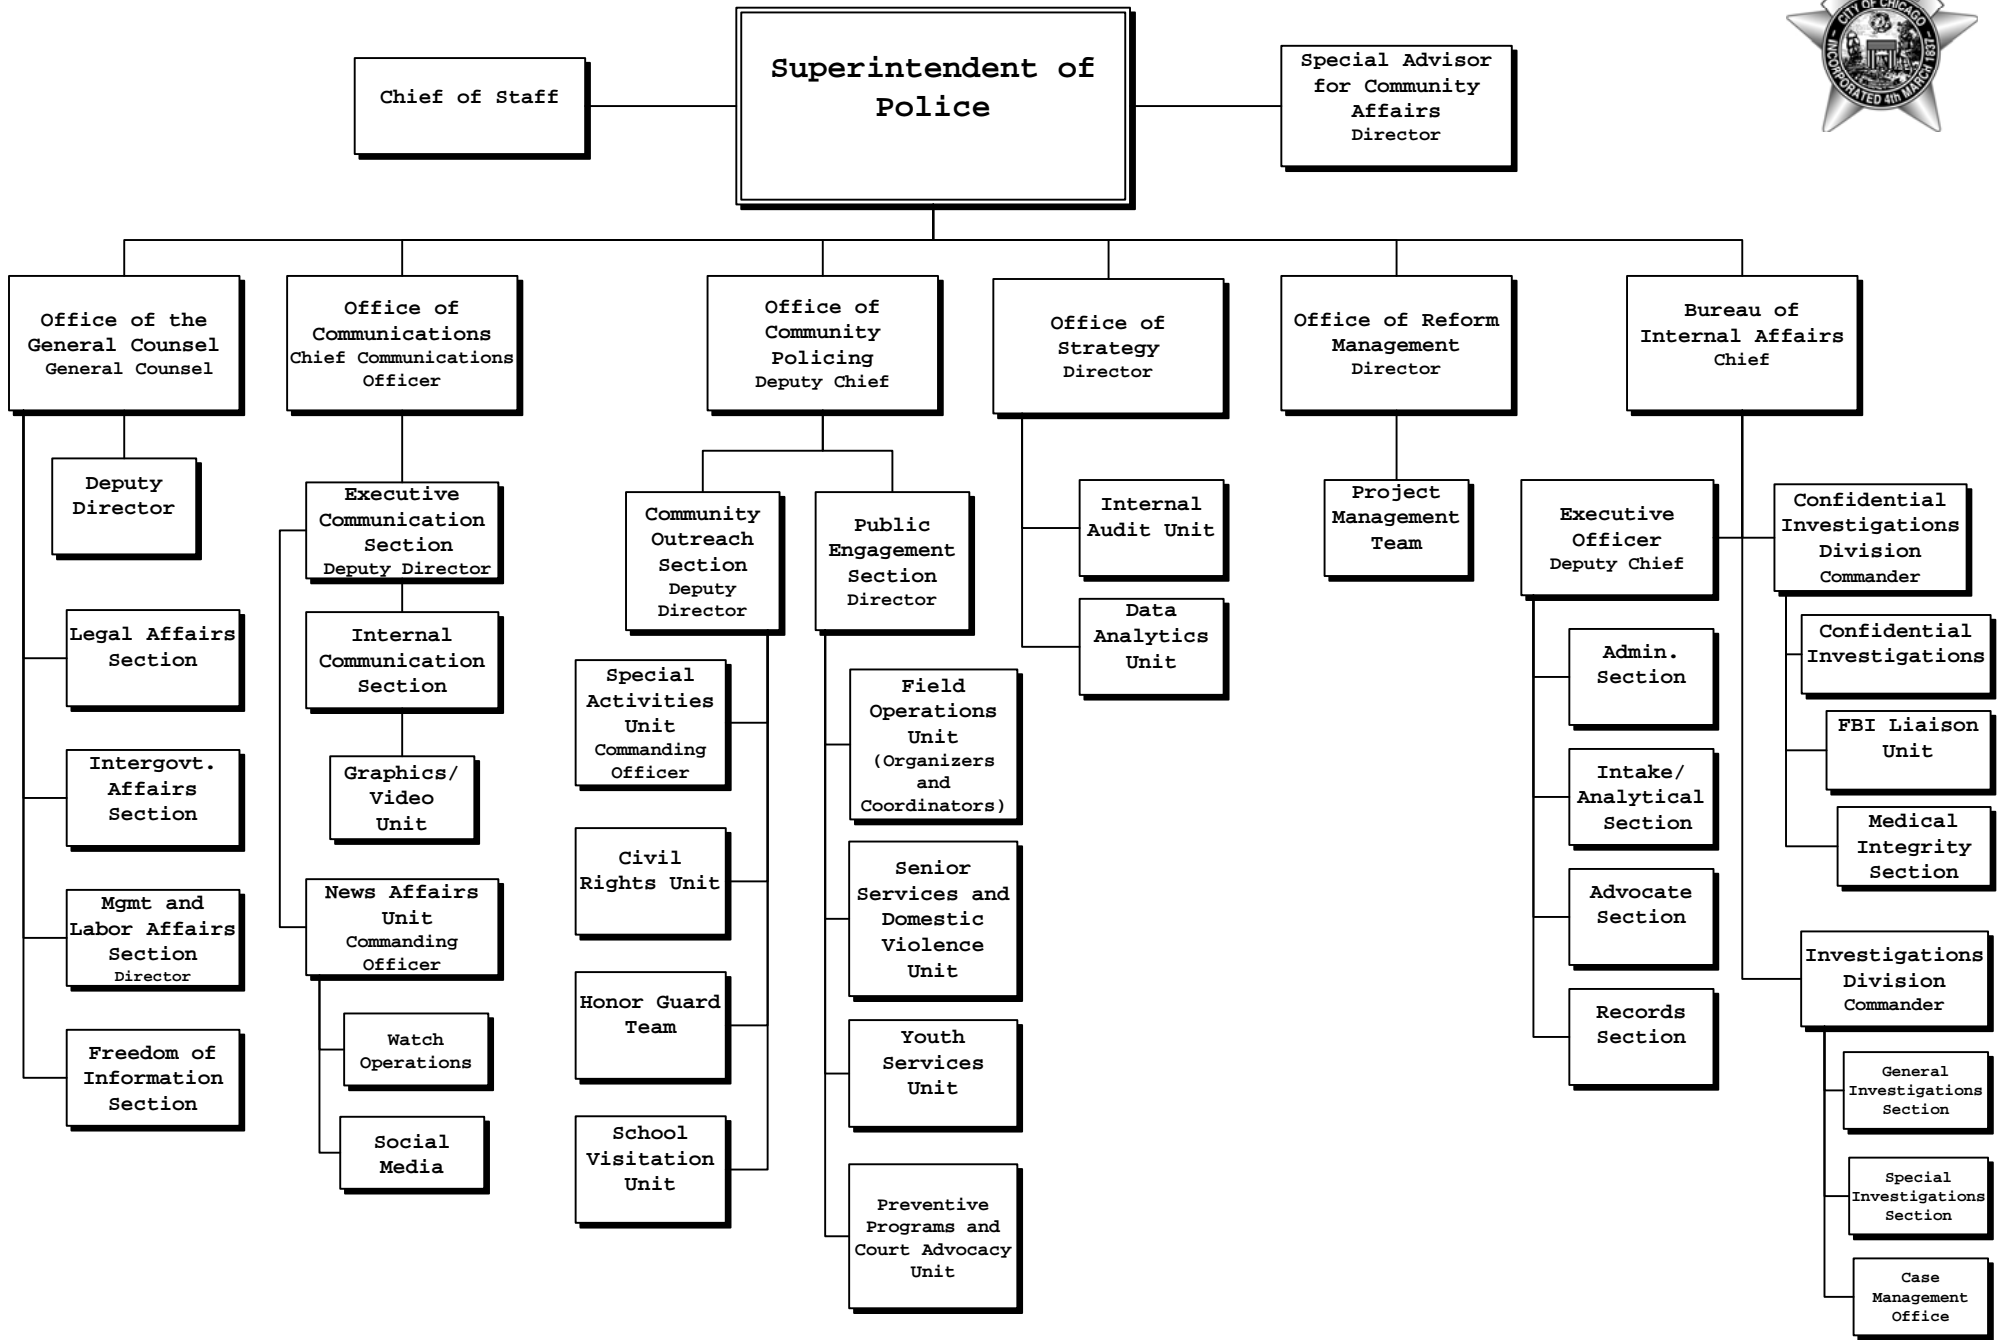 Superintendent of
Police
Chief of Staff
Special Advisor
for Community
Affairs
Director
CITY OF CHICAGO
INCORPORATED 4th MARCH 1837
Office of the
General Counsel
General Counsel
Deputy
Director
Legal Affairs
Section
Intergovt.
Affairs
Section
Mgmt and
Labor Affairs
Section
Director
Freedom of
Information
Section
Office of
Communications
Chief Communications
Officer
Executive
Communication
Section
Deputy Director
Internal
Communication
Section
Graphics/
Video
Unit
News Affairs
Unit
Commanding
Officer
Watch
Operations
Social
Media
Office of
Community
Policing
Deputy Chief
Community
Outreach
Section
Deputy
Director
Special
Activities
Unit
Commanding
Officer
Civil
Rights Unit
Honor Guard
Team
School
Visitation
Unit
Public
Engagement
Section
Director
Field
Operations
Unit
(Organizers
and
Coordinators)
Senior
Services and
Domestic
Violence
Unit
Youth
Services
Unit
Preventive
Programs and
Court Advocacy
Unit
Office of
Strategy
Director
Internal
Audit Unit
Data
Analytics
Unit
Office of Reform
Management
Director
Project
Management
Team
Bureau of
Internal Affairs
Chief
Executive
Officer
Deputy Chief
Admin.
Section
Intake/
Analytical
Section
Advocate
Section
Records
Section
Confidential
Investigations
Division
Commander
Confidential
Investigations
FBI Liaison
Unit
Medical
Integrity
Section
Investigations
Division
Commander
General
Investigations
Section
Special
Investigations
Section
Case
Management
Office